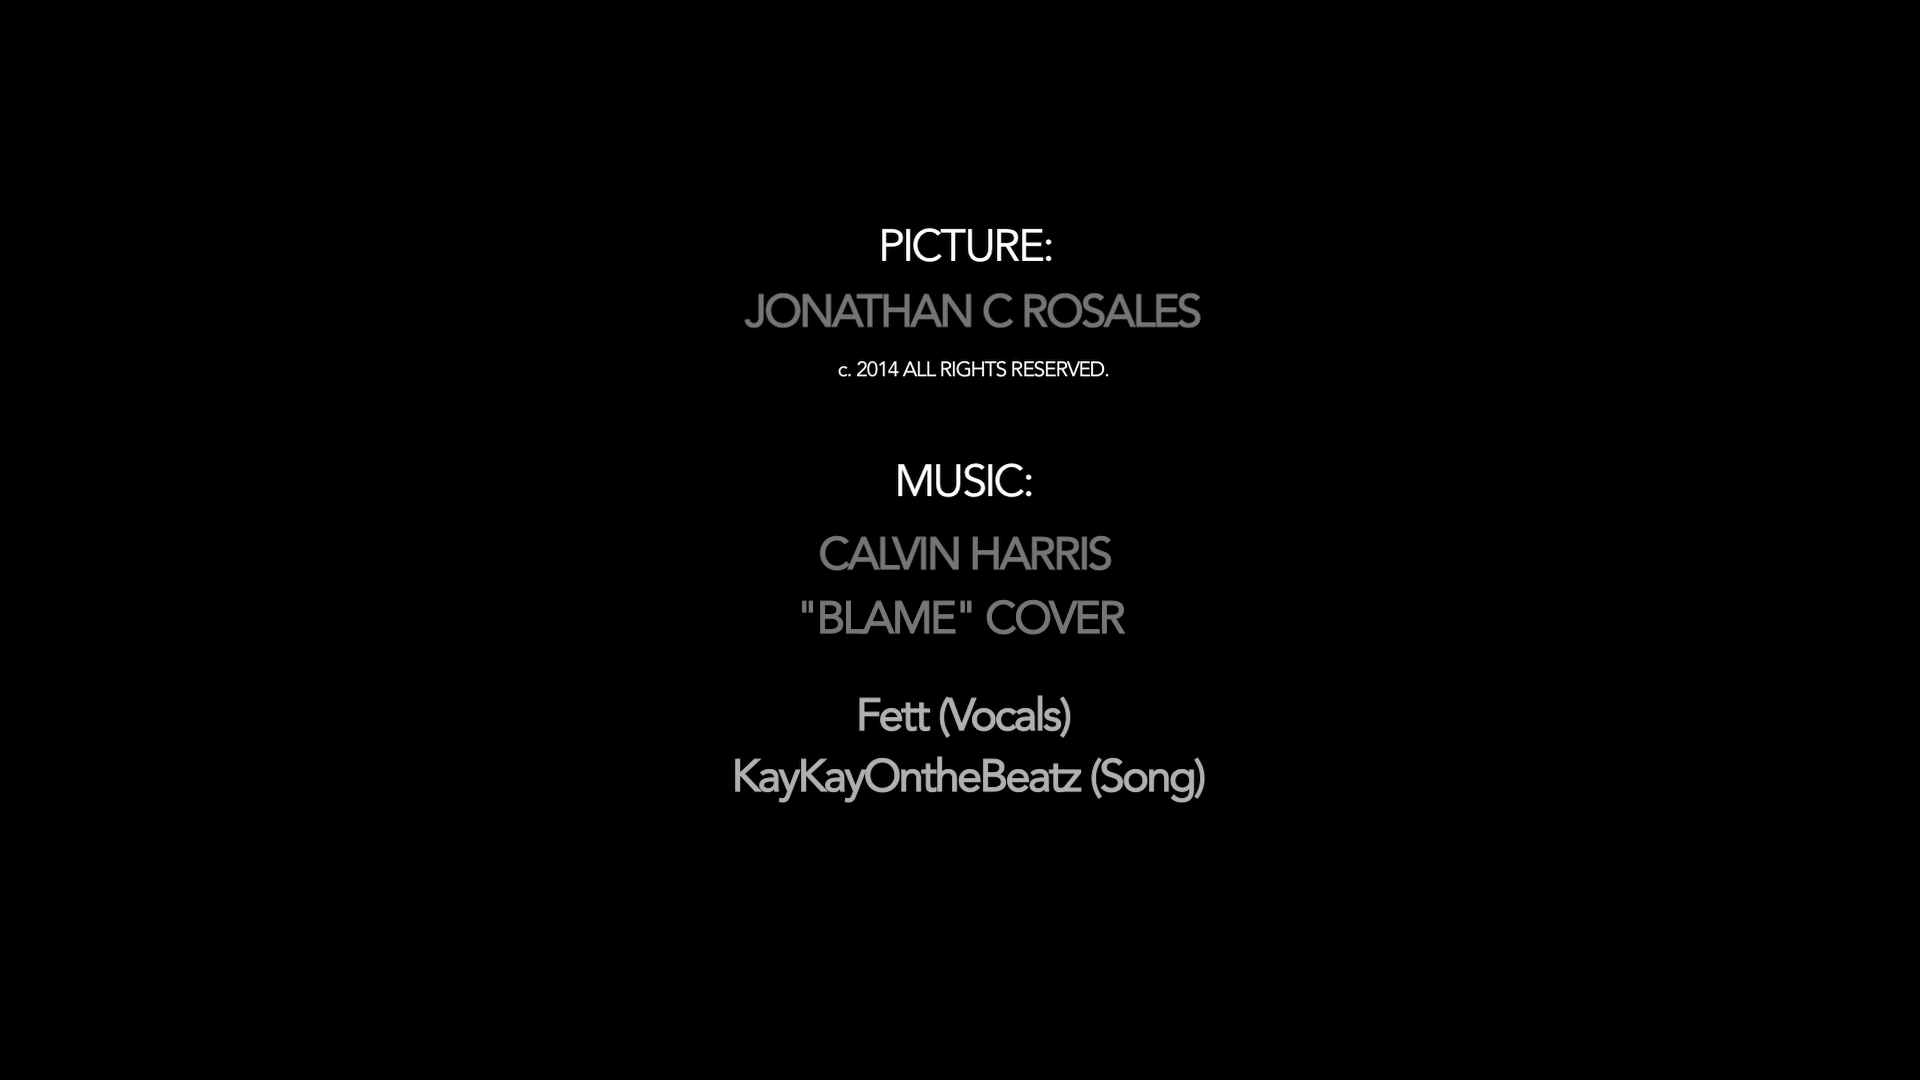 PICTURE:
JONATHAN C ROSALES
c. 2014 ALL RIGHTS RESERVED.
MUSIC:
CALVIN HARRIS
"BLAME" COVER
Fett (Vocals)
KayKayOntheBeatz (Song)